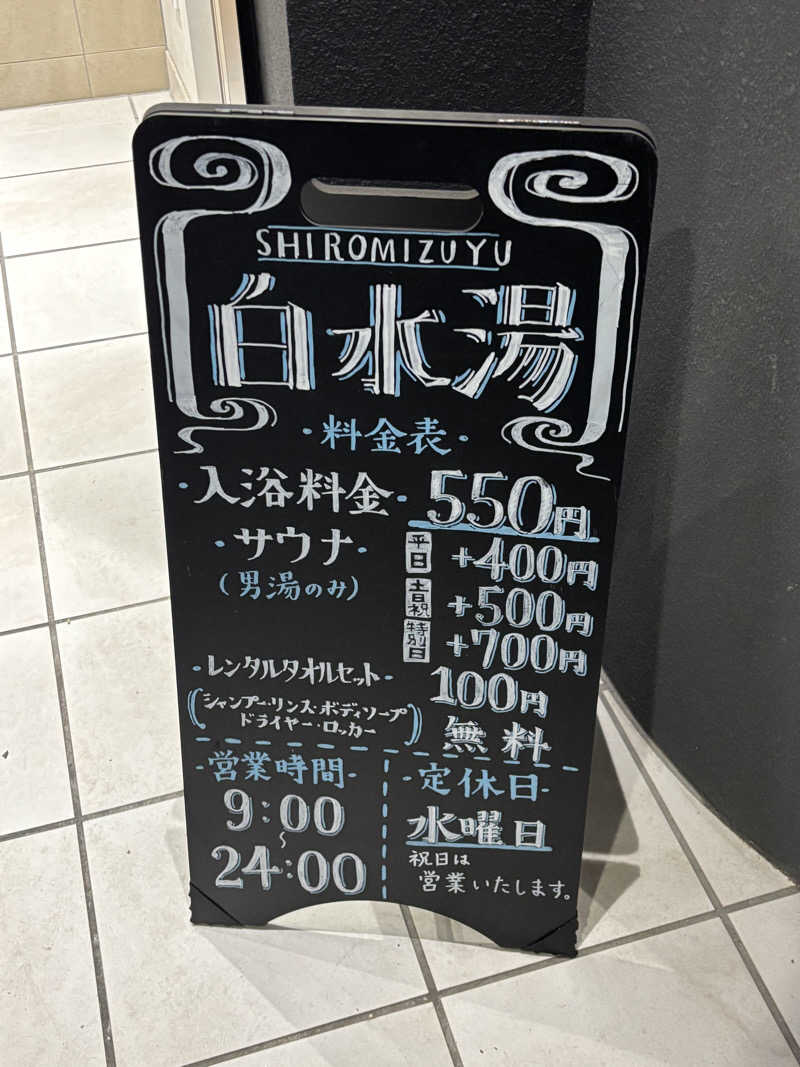 SHIROMIZUYU
白水湯
・料金表・
・入浴料金・ 550円
・サウナ・ 平日 +400円
(男湯のみ) 土日祝 +500円
特別日 +700円
・レンタルタオルセット・ 100円
(シャンプー・リンス・ボディソープ
ドライヤー・ロッカー) 無料
・営業時間・
9:00
〜
24:00
・定休日・
水曜日
祝日は
営業いたします。